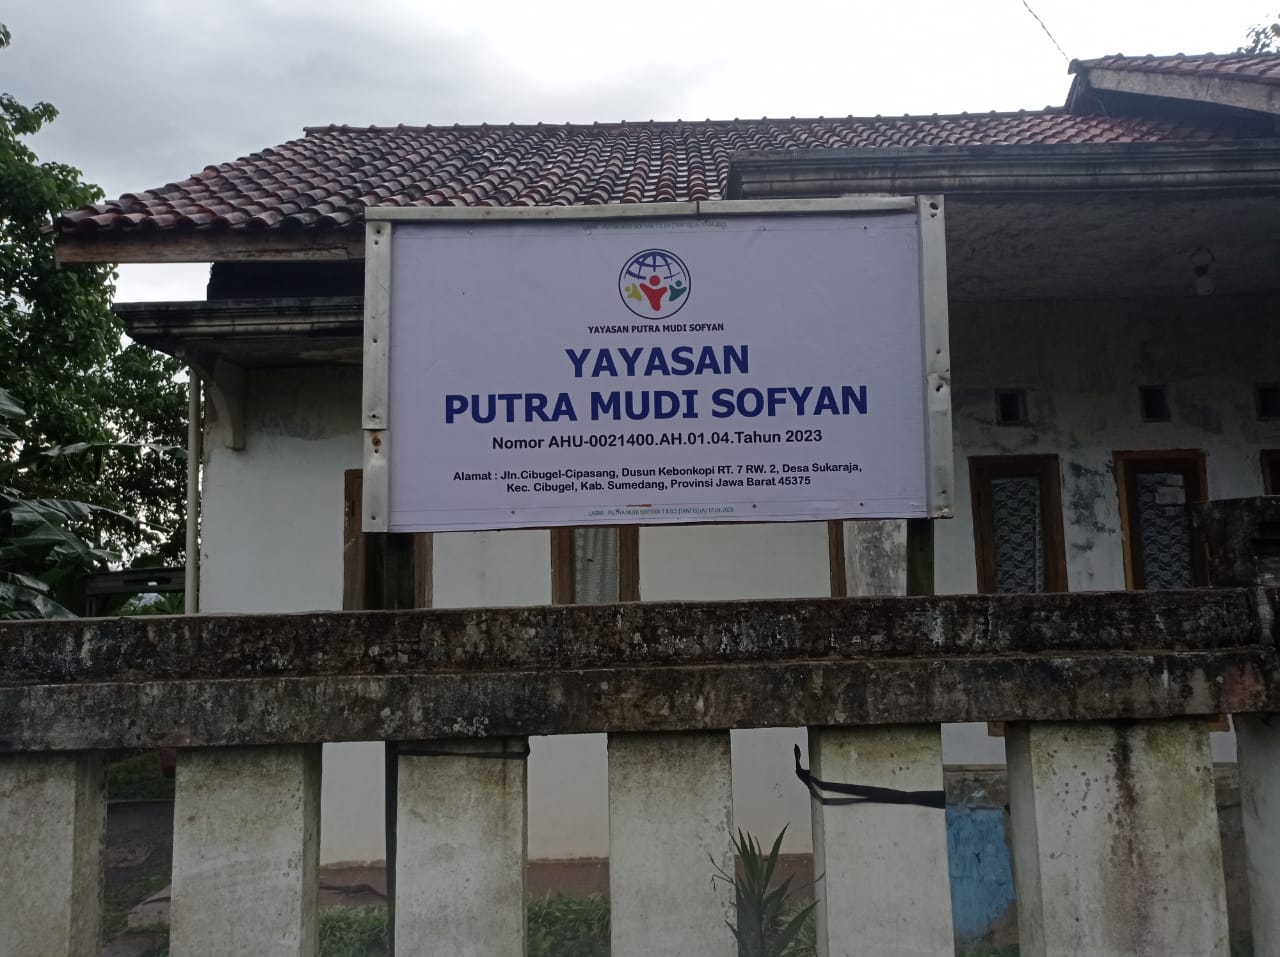 YAYASAN PUTRA MUDI SOFYAN
YAYASAN
PUTRA MUDI SOFYAN
Nomor AHU-0021400.AH.01.04.Tahun 2023
Alamat : Jln.Cibugel-Cipasang, Dusun Kebonkopi RT. 7 RW. 2, Desa Sukaraja,
Kec. Cibugel, Kab. Sumedang, Provinsi Jawa Barat 45375